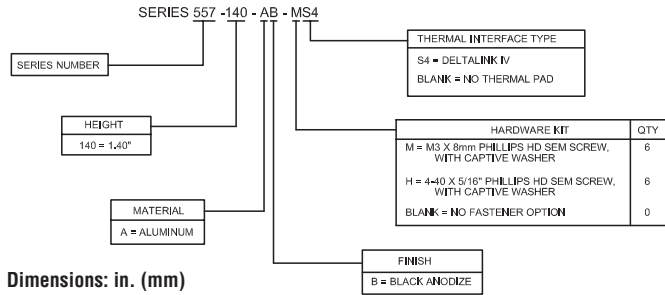 SERIES 557 -140 - AB - MS4
THERMAL INTERFACE TYPE
S4 = DELTALINK IV
BLANK = NO THERMAL PAD
SERIES NUMBER
HEIGHT
140 = 1.40"
HARDWARE KIT QTY
M = M3 X 8mm PHILLIPS HD SEM SCREW, 6
WITH CAPTIVE WASHER
H = 4-40 X 5/16" PHILLIPS HD SEM SCREW, 6
WITH CAPTIVE WASHER
BLANK = NO FASTENER OPTION 0
MATERIAL
A = ALUMINUM
FINISH
B = BLACK ANODIZE
Dimensions: in. (mm)